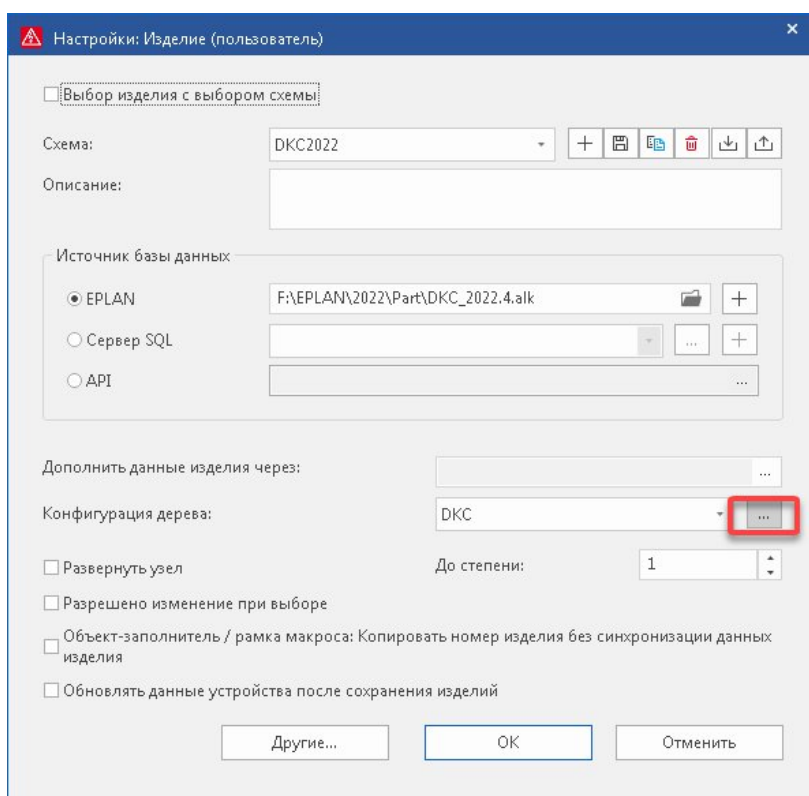 Настройки: Изделие (пользователь)
Выбор изделия с выбором схемы
Схема:
DKC2022
Описание:
Источник базы данных
EPLAN
F:\EPLAN\2022\Part\DKC_2022.4.alk
Сервер SQL
...
API
...
Дополнить данные изделия через:
...
Конфигурация дерева:
DKC
...
Развернуть узел
До степени:
1
Разрешено изменение при выборе
Объект-заполнитель / рамка макроса: Копировать номер изделия без синхронизации данных
изделия
Обновлять данные устройства после сохранения изделий
Другие...
OK
Отменить